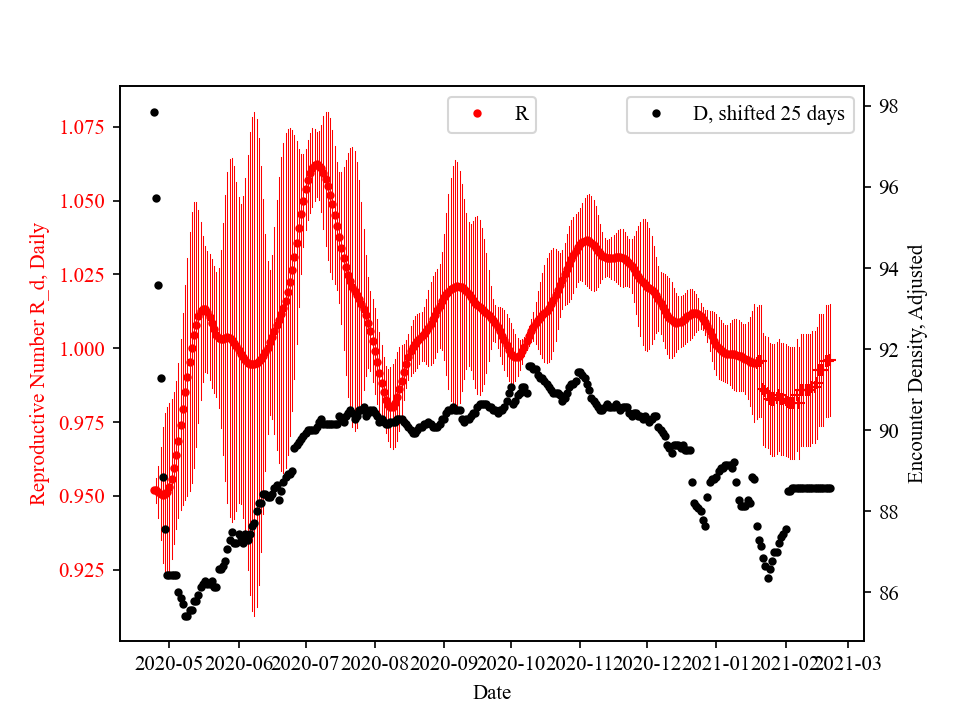 R
D, shifted 25 days
1.075
1.050
1.025
1.000
0.975
0.950
0.925
Reproductive Number R_d, Daily
98
96
94
92
90
88
86
Encounter Density, Adjusted
2020-05 2020-06 2020-07 2020-08 2020-09 2020-10 2020-11 2020-12 2021-01 2021-02 2021-03
Date